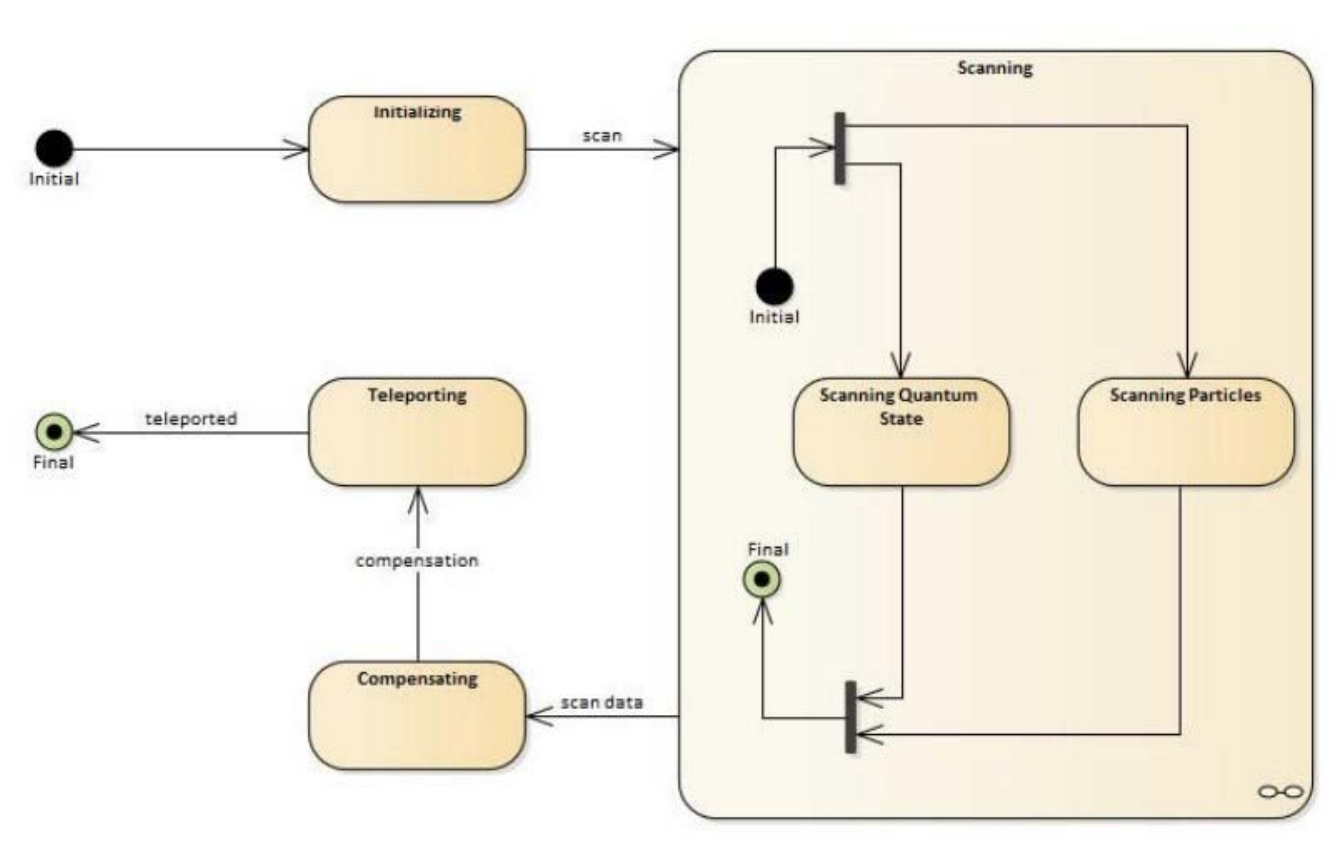 Scanning
Initializing
scan
Initial
Initial
Teleporting
Scanning Quantum
State
Scanning Particles
teleported
Final
Final
compensation
Compensating
scan data